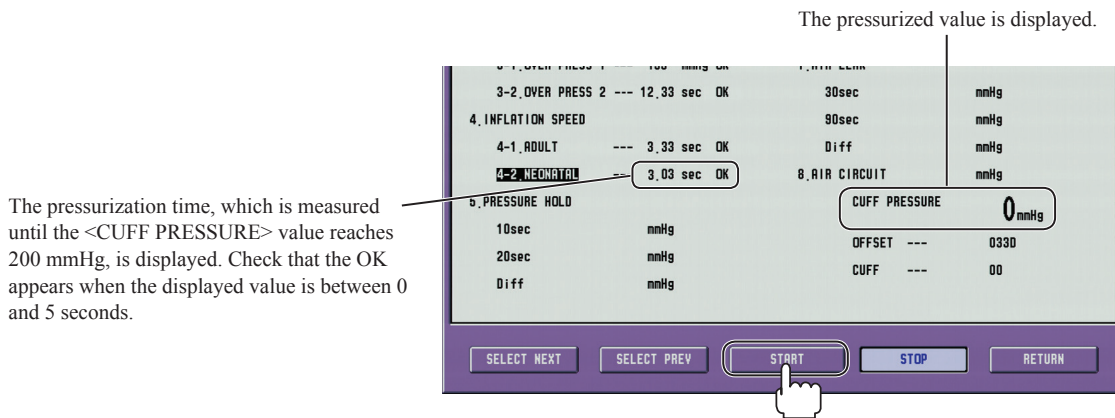 The pressurized value is displayed.
3-2.OVER PRESS 2 --- 12.33 sec OK
4.INFLATION SPEED
4-1.ADULT --- 3.33 sec OK
4-2.NEONATAL -- 3.03 sec OK
5.PRESSURE HOLD
10sec mmHg
20sec mmHg
Diff mmHg
30sec mmHg
90sec mmHg
Diff mmHg
8.AIR CIRCUIT mmHg
CUFF PRESSURE 0 mmHg
OFFSET --- 033D
CUFF --- 00
The pressurization time, which is measured
until the <CUFF PRESSURE> value reaches
200 mmHg, is displayed. Check that the OK
appears when the displayed value is between 0
and 5 seconds.
SELECT NEXT
SELECT PREV
START
STOP
RETURN